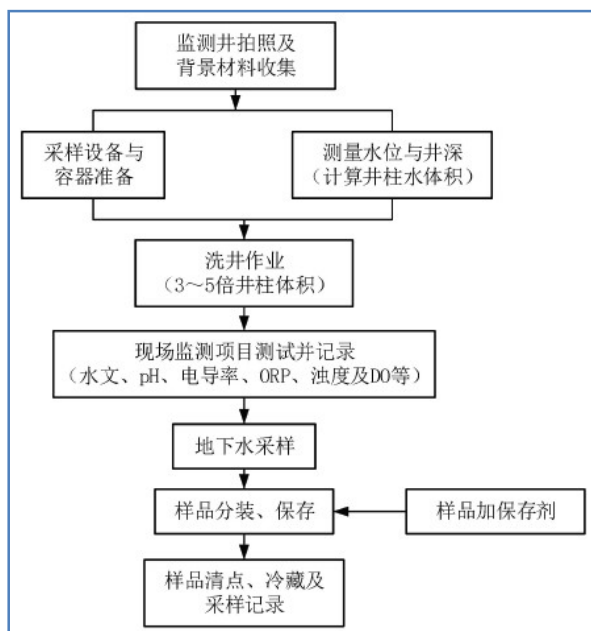 监测井拍照及
背景材料收集
采样设备与
容器准备
测量水位与井深
（计算井柱水体积）
洗井作业
（3～5倍井柱体积）
现场监测项目测试并记录
（水文、pH、电导率、ORP、浊度及DO等）
地下水采样
样品分装、保存
样品加保存剂
样品清点、冷藏及
采样记录